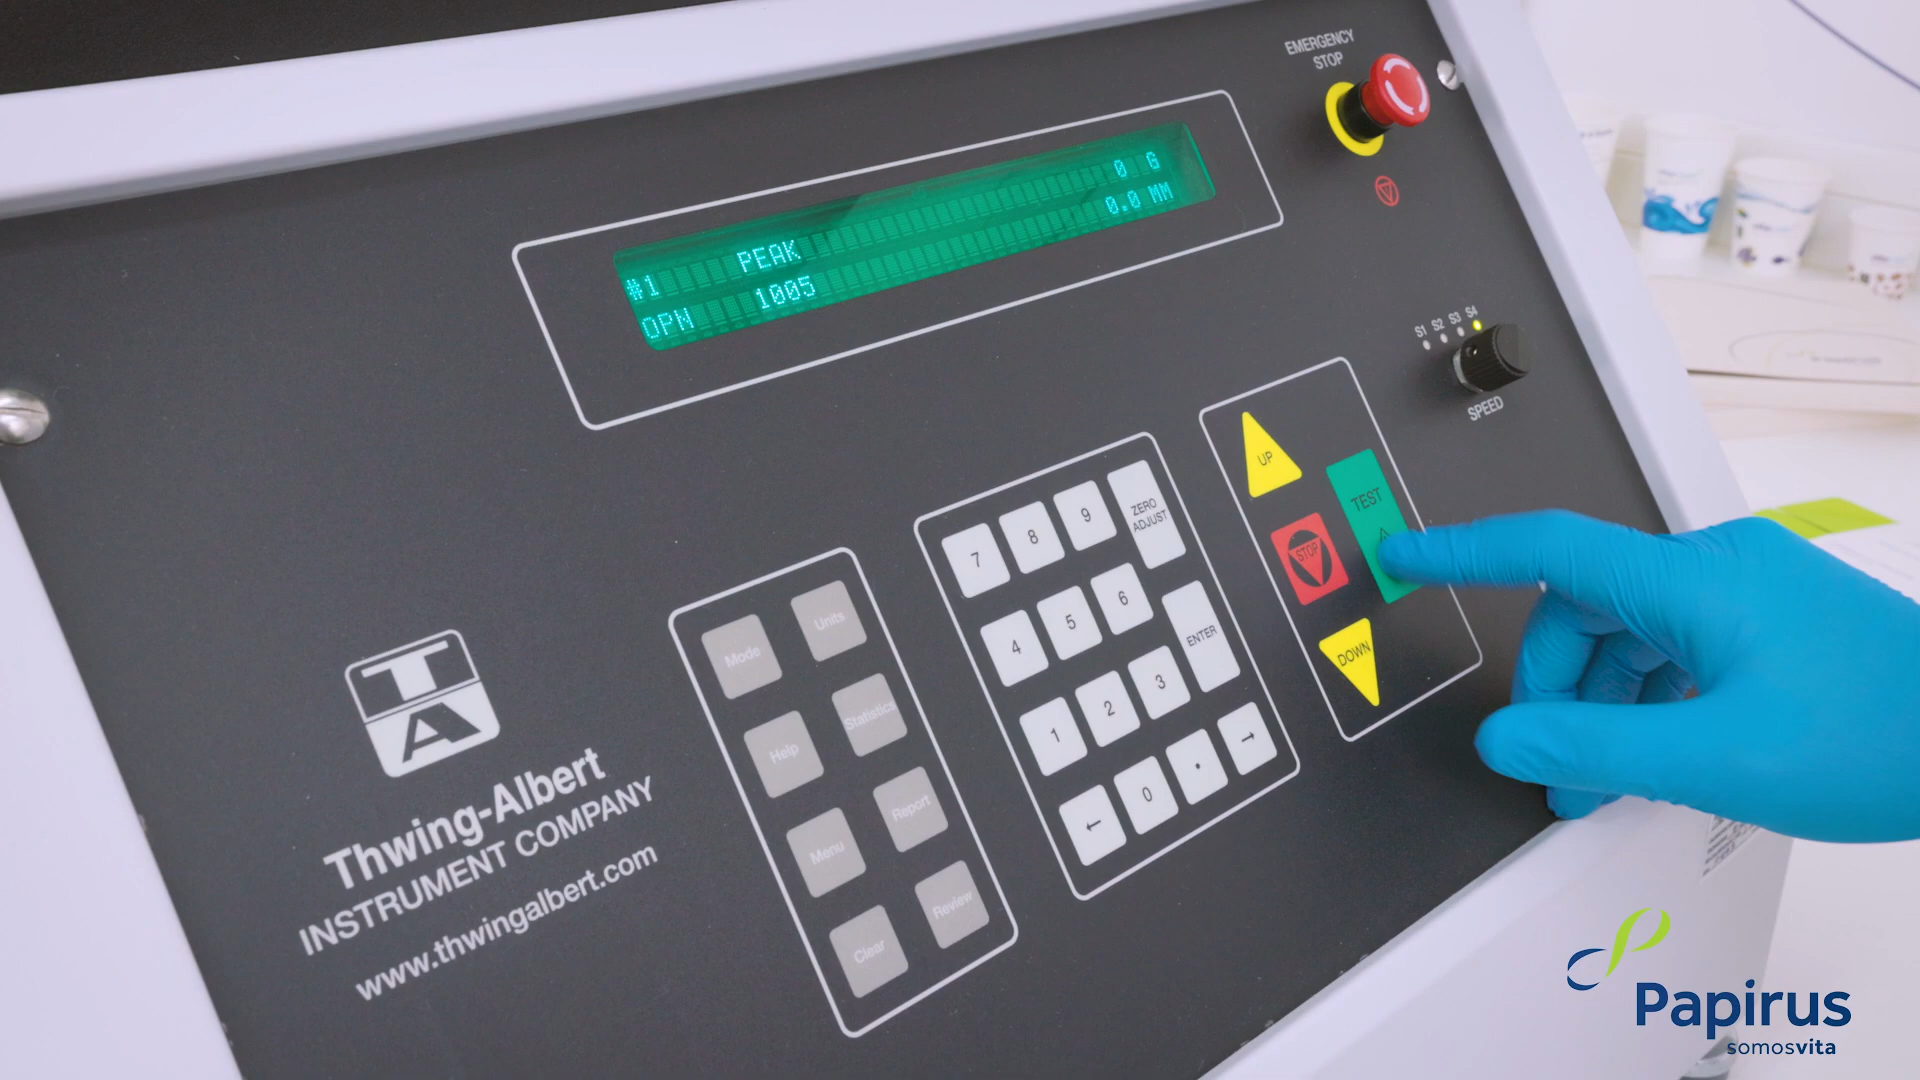 EMERGENCY
STOP
0 G
0.0 MM
#1 PEAK
OPN 1005
S1 S2 S3 S4
SPEED
UP
TEST
STOP
DOWN
7 8 9 ZERO
ADJUST
4 5 6
ENTER
1 2 3
← 0 . →
Mode Units
Help Statistics
Menu Report
Clear Review
TA
Thwing-Albert
INSTRUMENT COMPANY
www.thwingalbert.com
Papirus
somosvita